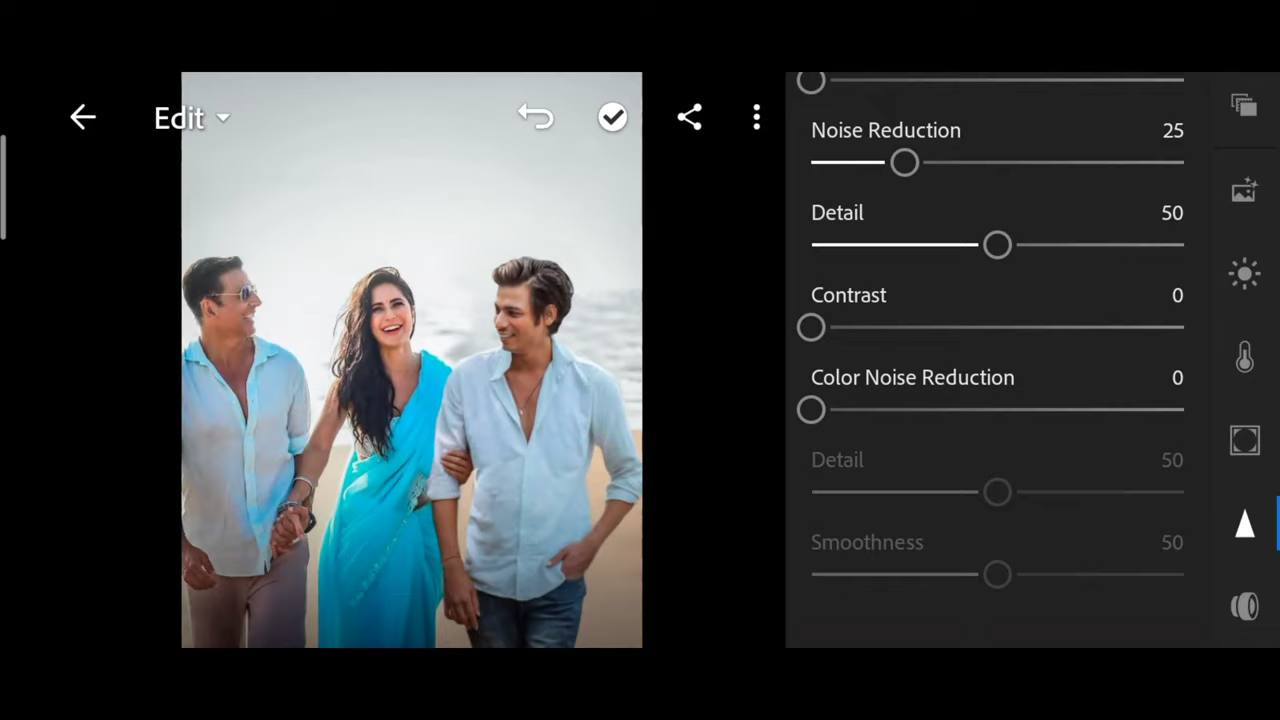 Edit
Noise Reduction 25
Detail 50
Contrast 0
Color Noise Reduction 0
Detail 50
Smoothness 50